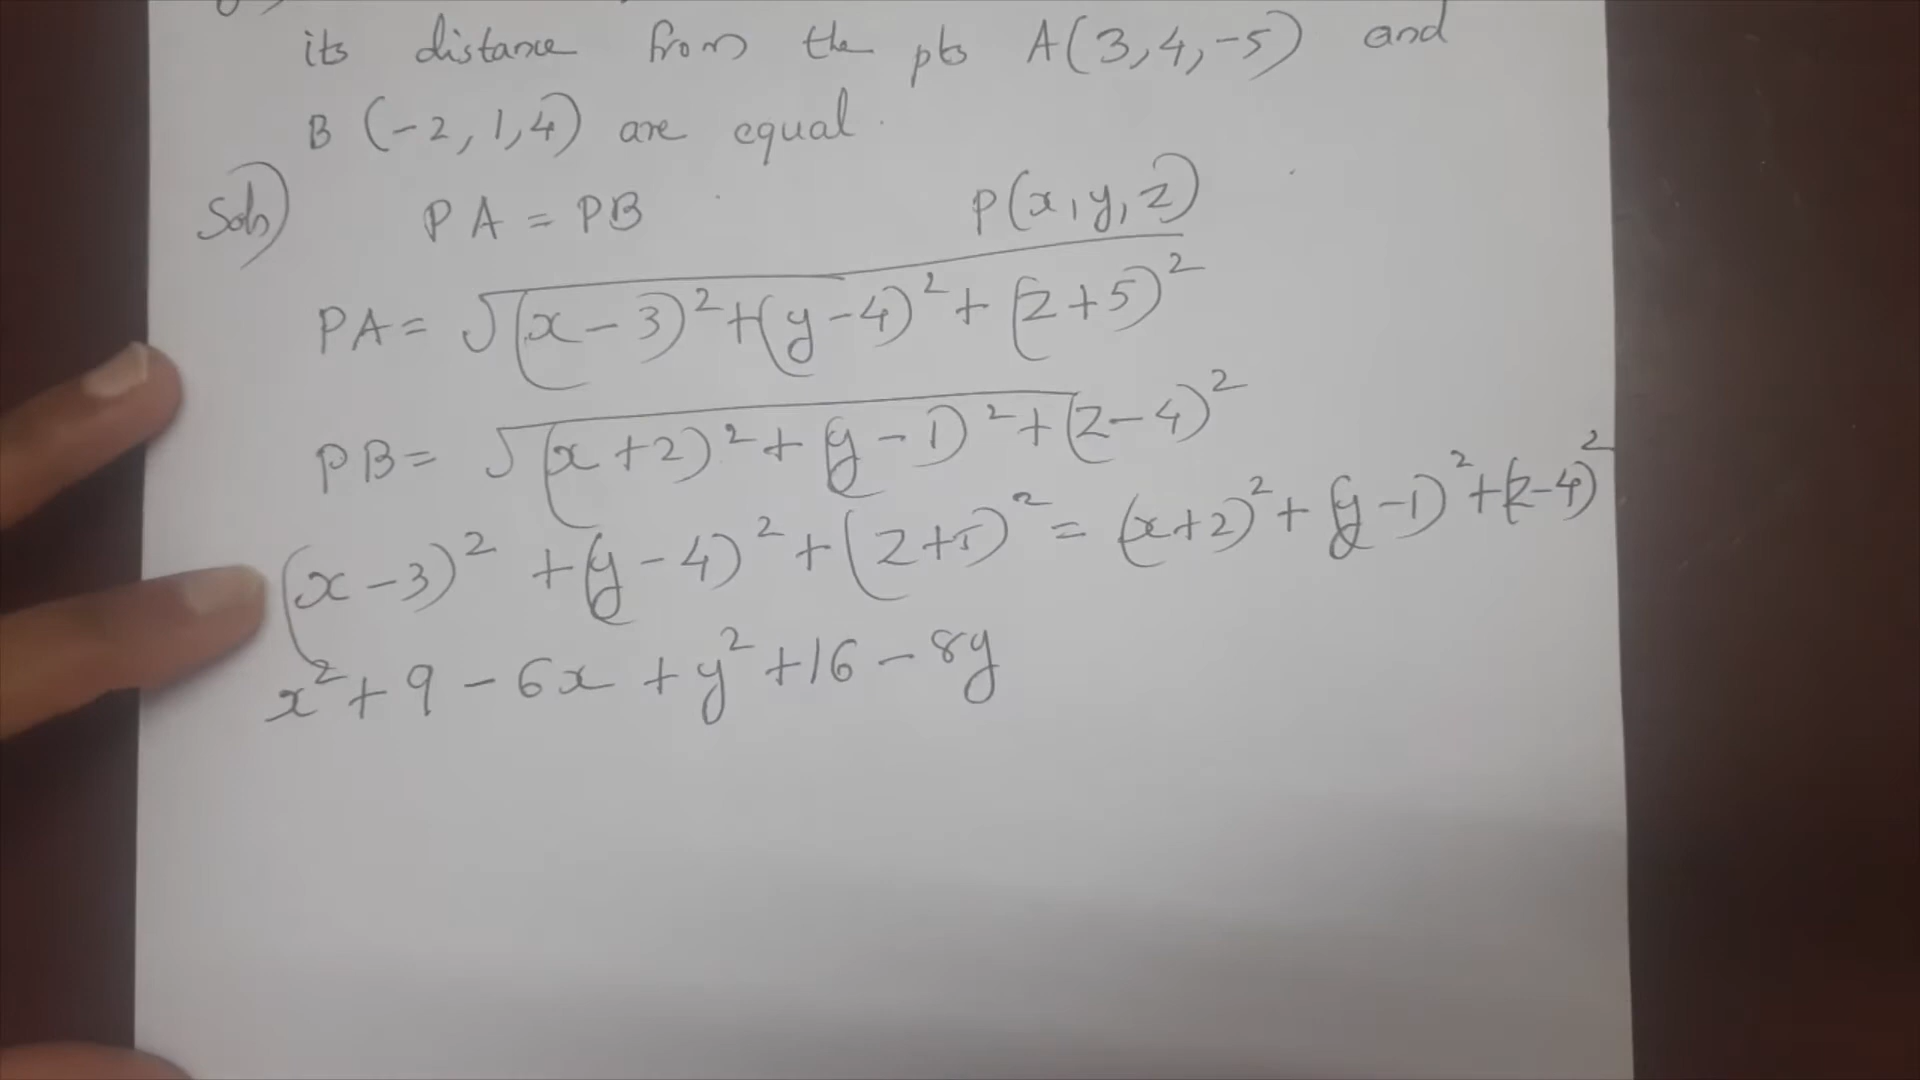 its distance from the pts A(3,4,-5) and
B (-2,1,4) are equal.
Soln) PA = PB P(x,y,z)
PA = √(x-3)²+(y-4)²+(z+5)²
PB = √(x+2)²+(y-1)²+(z-4)²
(x-3)²+(y-4)²+(z+5)² = (x+2)²+(y-1)²+(z-4)²
x²+9-6x+y²+16-8y